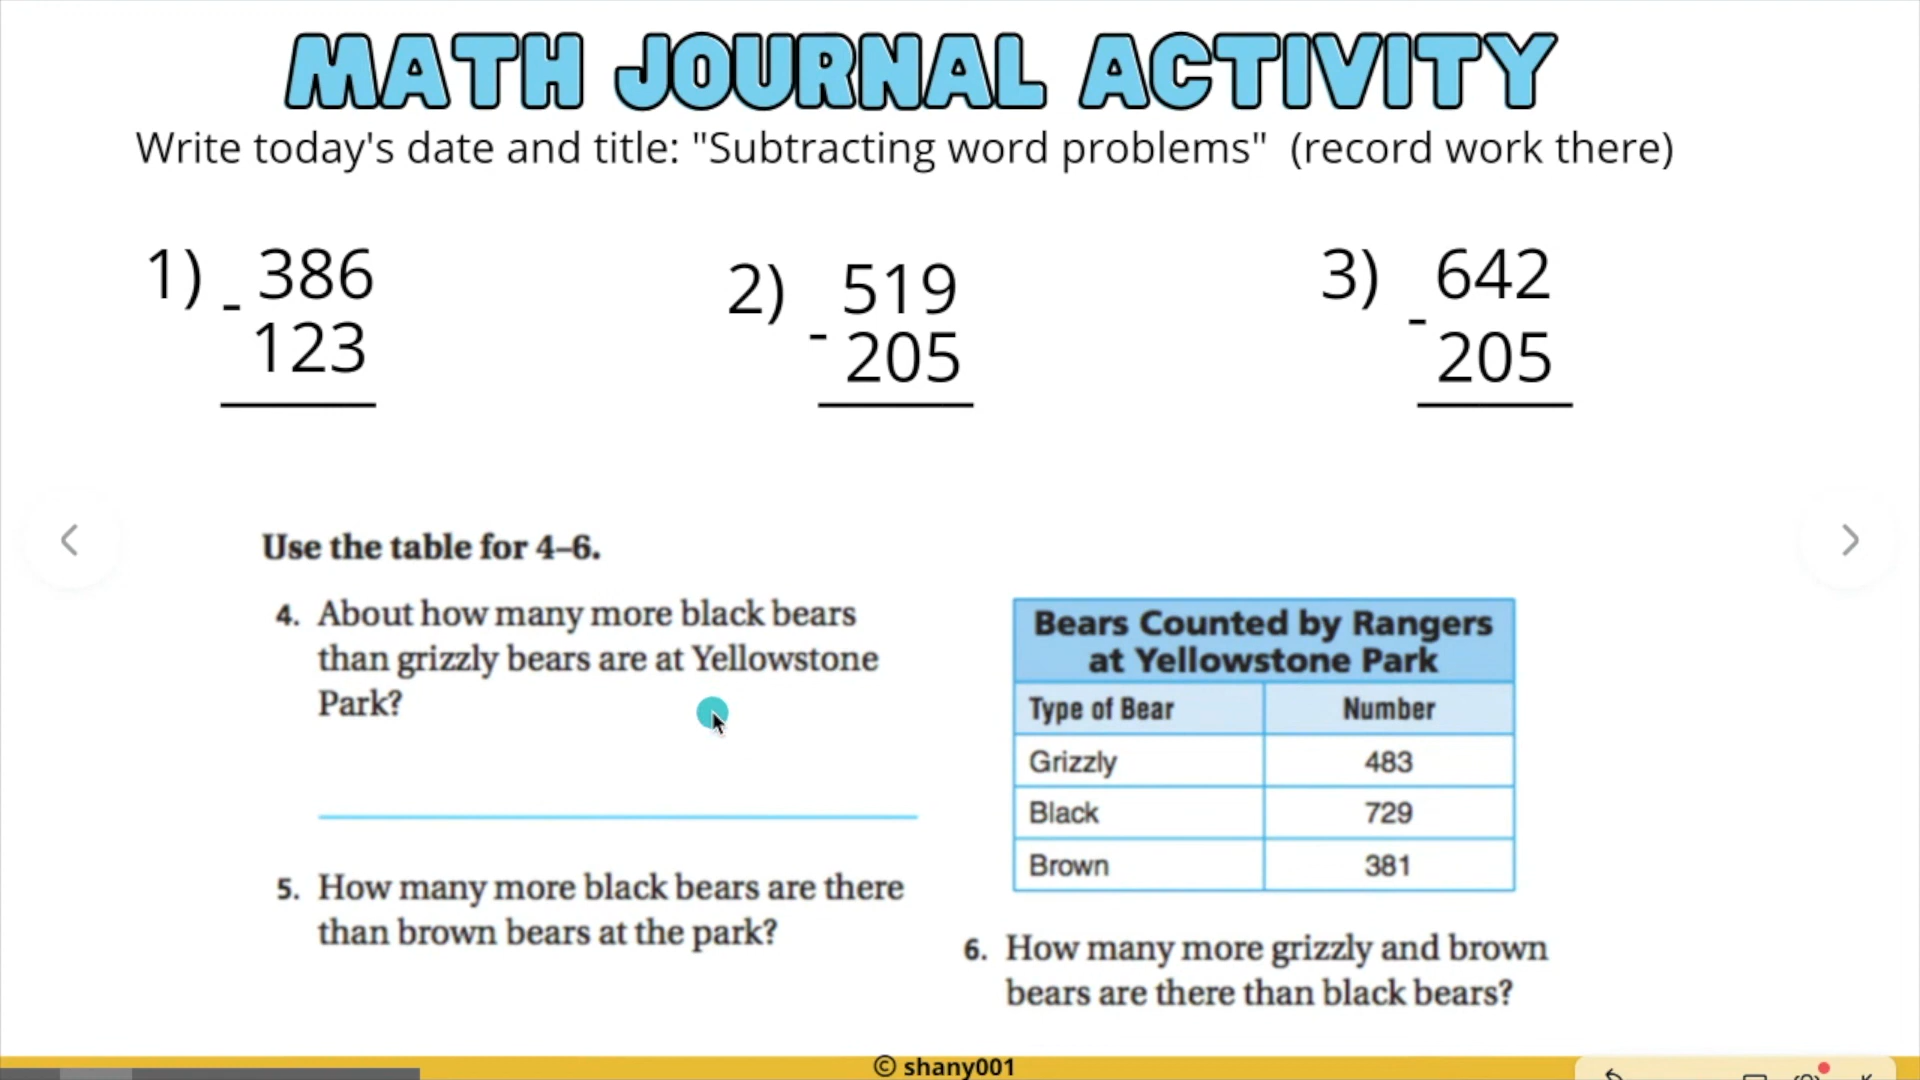 MATH JOURNAL ACTIVITY
Write today's date and title: "Subtracting word problems" (record work there)
1) 386
- 123
2) 519
- 205
3) 642
- 205
Use the table for 4–6.
4. About how many more black bears
than grizzly bears are at Yellowstone
Park?
5. How many more black bears are there
than brown bears at the park?
Bears Counted by Rangers
at Yellowstone Park
Type of Bear Number
Grizzly 483
Black 729
Brown 381
6. How many more grizzly and brown
bears are there than black bears?
© shany001